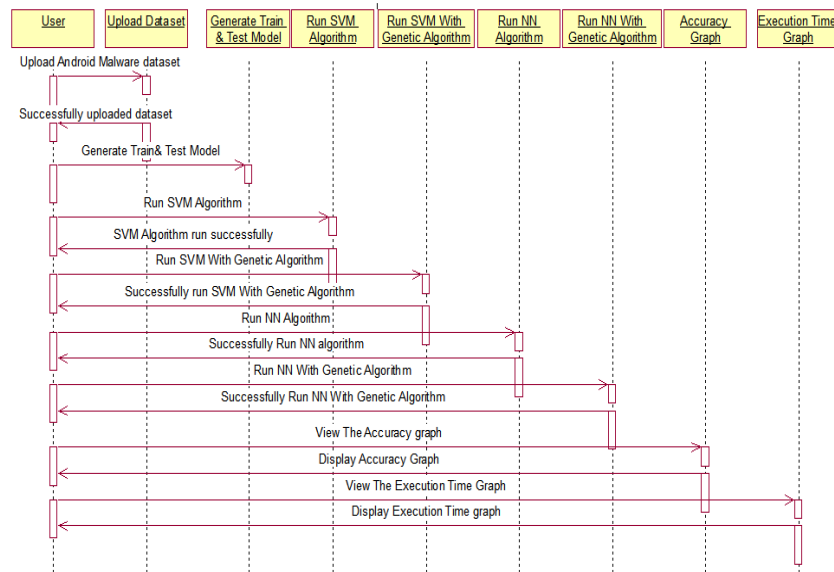 User
Upload Dataset
Generate Train
& Test Model
Run SVM
Algorithm
Run SVM With
Genetic Algorithm
Run NN
Algorithm
Run NN With
Genetic Algorithm
Accuracy
Graph
Execution Time
Graph
Upload Android Malware dataset
Successfully uploaded dataset
Generate Train& Test Model
Run SVM Algorithm
SVM Algorithm run successfully
Run SVM With Genetic Algorithm
Successfully run SVM With Genetic Algorithm
Run NN Algorithm
Successfully Run NN algorithm
Run NN With Genetic Algorithm
Successfully Run NN With Genetic Algorithm
View The Accuracy graph
Display Accuracy Graph
View The Execution Time Graph
Display Execution Time graph